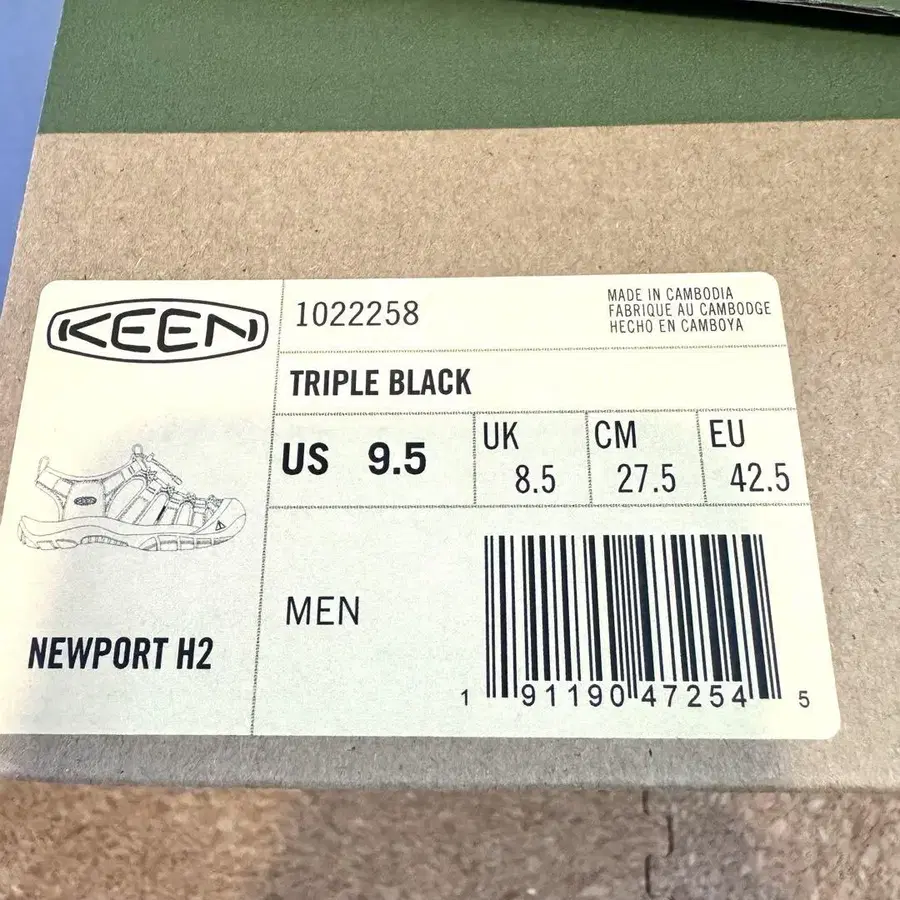 KEEN
1022258
MADE IN CAMBODIA
FABRIQUE AU CAMBODGE
HECHO EN CAMBOYA
TRIPLE BLACK
US 9.5
UK 8.5
CM 27.5
EU 42.5
MEN
NEWPORT H2
1 91190 47254 5